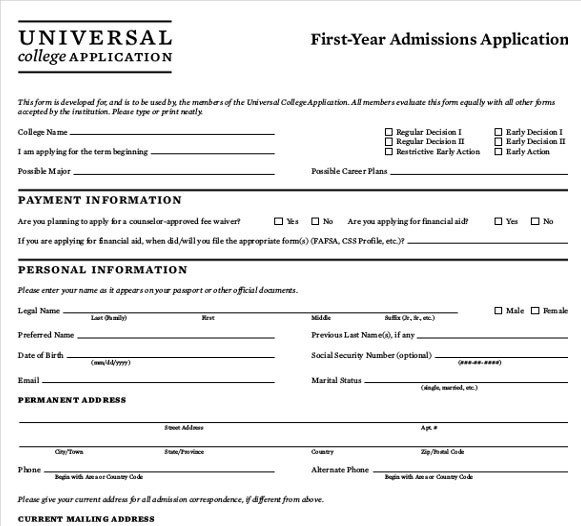 UNIVERSAL
college APPLICATION
First-Year Admissions Application
This form is developed for, and is to be used by, the members of the Universal College Application. All members evaluate this form equally with all other forms
accepted by the institution. Please type or print neatly.
College Name
Regular Decision I
Early Decision I
Regular Decision II
Early Decision II
I am applying for the term beginning
Restrictive Early Action
Early Action
Possible Major
Possible Career Plans
PAYMENT INFORMATION
Are you planning to apply for a counselor-approved fee waiver? Yes No Are you applying for financial aid? Yes No
If you are applying for financial aid, when did/will you file the appropriate form(s) (FAFSA, CSS Profile, etc.)?
PERSONAL INFORMATION
Please enter your name as it appears on your passport or other official documents.
Legal Name
Male Female
Last (Family) First Middle Suffix (Jr., Sr., etc.)
Preferred Name
Previous Last Name(s), if any
Date of Birth
Social Security Number (optional)
(mm/dd/yyyy)
(###-##-####)
Email
Marital Status
(single, married, etc.)
PERMANENT ADDRESS
Street Address Apt. #
City/Town State/Province Country Zip/Postal Code
Phone
Alternate Phone
Begin with Area or Country Code
Begin with Area or Country Code
Please give your current address for all admission correspondence, if different from above.
CURRENT MAILING ADDRESS